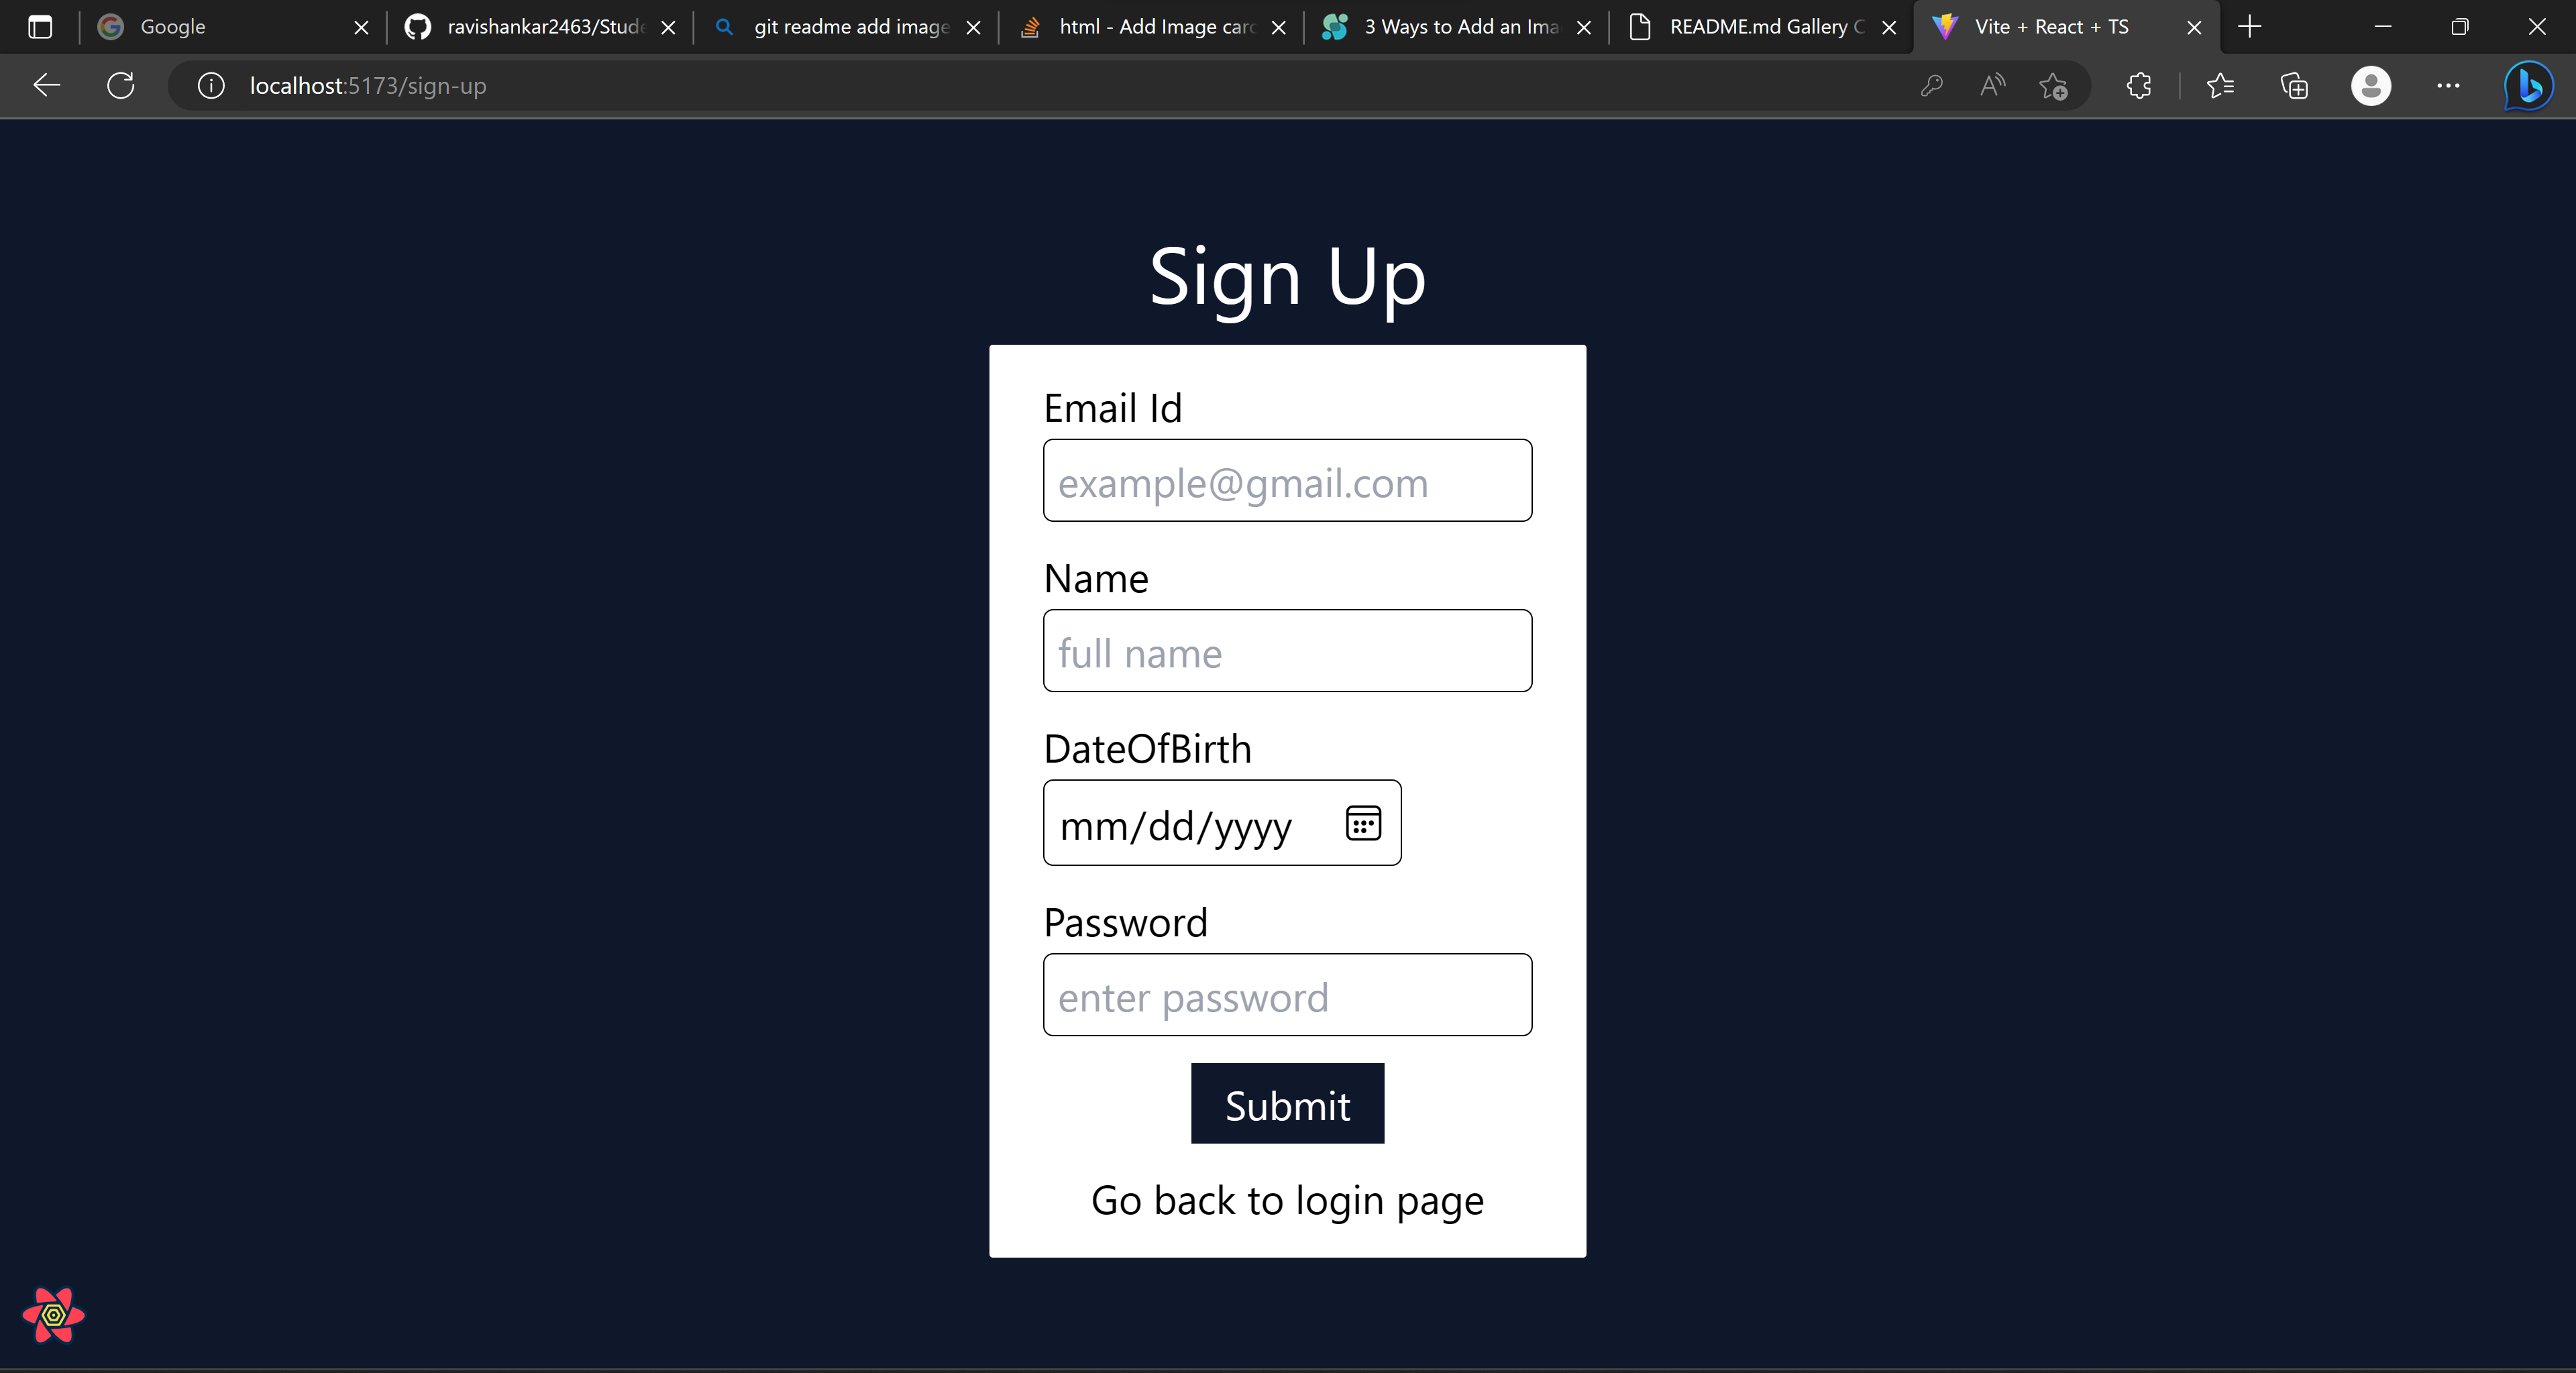 Google
ravishankar2463/Stude
git readme add image
html - Add Image carc
3 Ways to Add an Ima
README.md Gallery C
Vite + React + TS
localhost:5173/sign-up
Sign Up
Email Id
example@gmail.com
Name
full name
DateOfBirth
mm/dd/yyyy
Password
enter password
Submit
Go back to login page